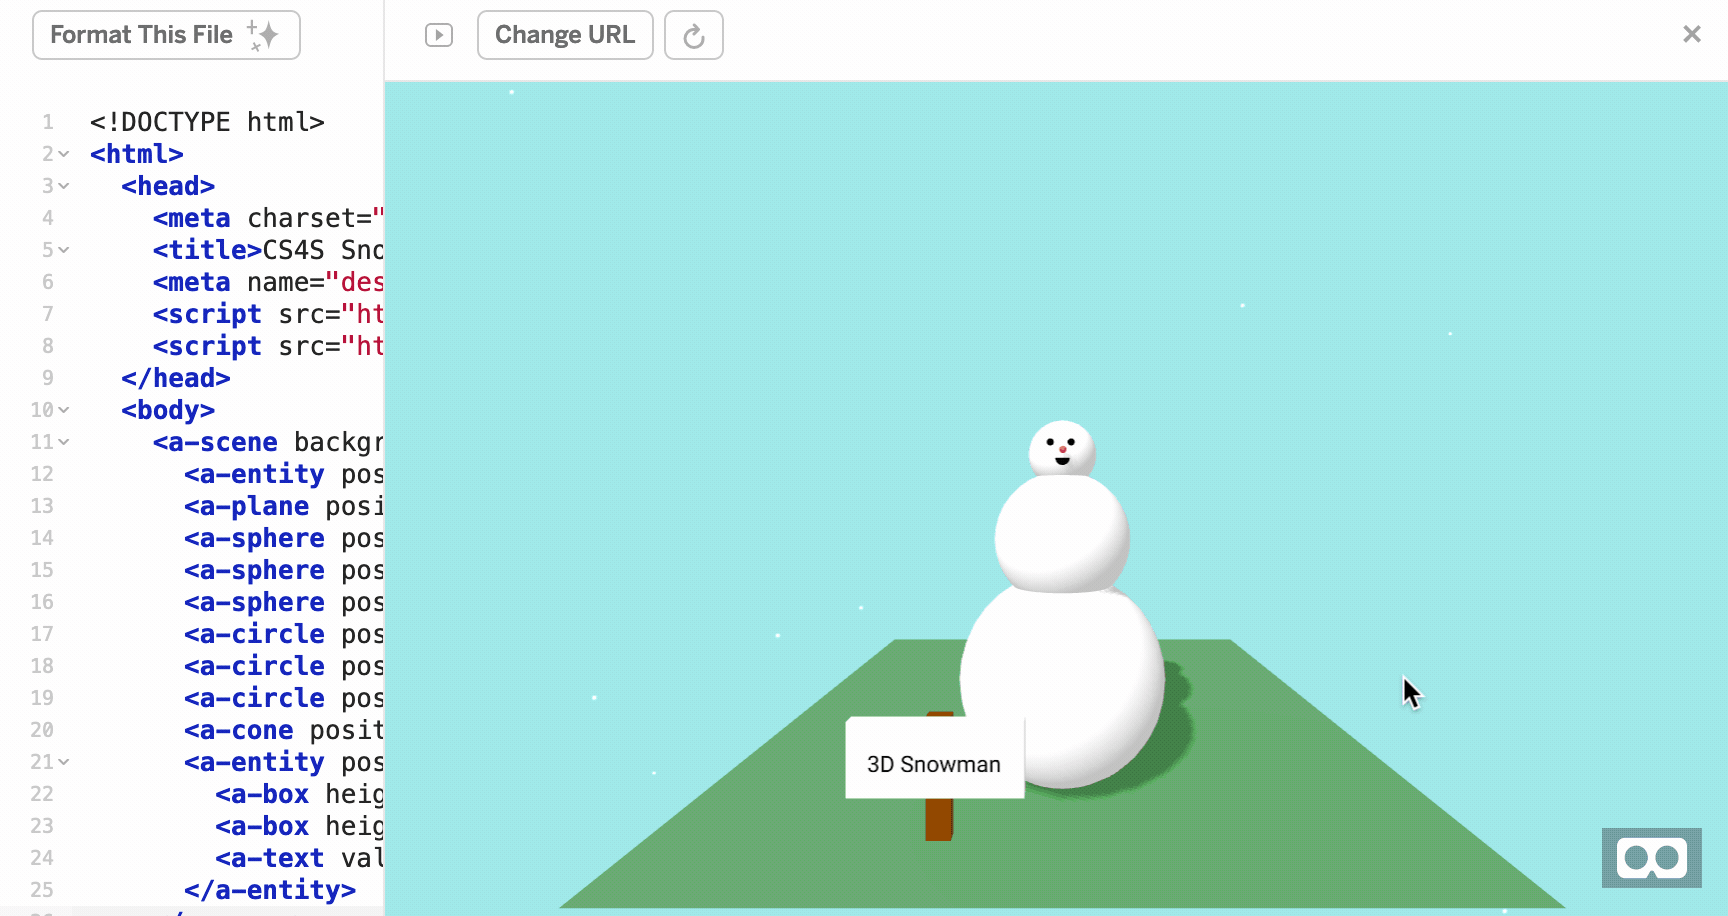 Format This File
Change URL
1 <!DOCTYPE html>
2 <html>
3 <head>
4 <meta charset="
5 <title>CS4S Sno
6 <meta name="des
7 <script src="ht
8 <script src="ht
9 </head>
10 <body>
11 <a-scene backgr
12 <a-entity pos
13 <a-plane posi
14 <a-sphere pos
15 <a-sphere pos
16 <a-sphere pos
17 <a-circle pos
18 <a-circle pos
19 <a-circle pos
20 <a-cone posit
21 <a-entity pos
22 <a-box heig
23 <a-box heig
24 <a-text val
25 </a-entity>
3D Snowman